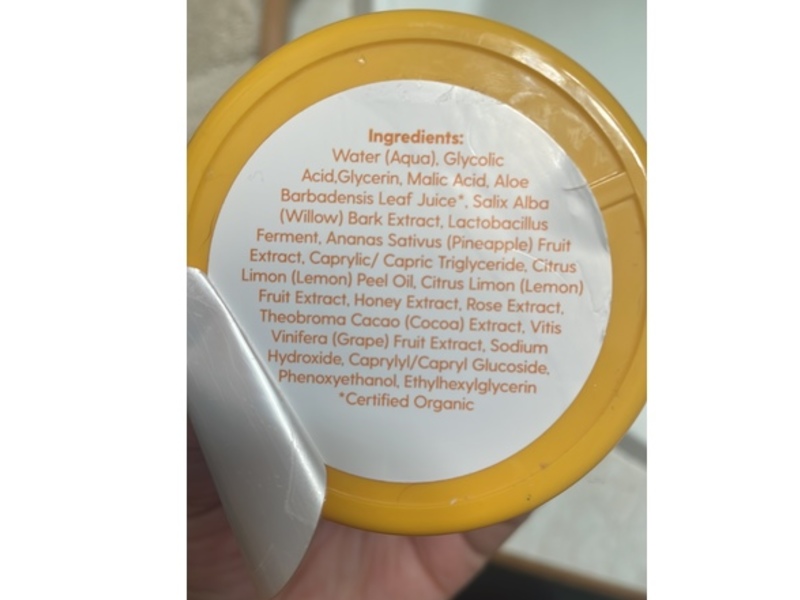 Ingredients:
Water (Aqua), Glycolic
Acid,Glycerin, Malic Acid, Aloe
Barbadensis Leaf Juice*, Salix Alba
(Willow) Bark Extract, Lactobacillus
Ferment, Ananas Sativus (Pineapple) Fruit
Extract, Caprylic/ Capric Triglyceride, Citrus
Limon (Lemon) Peel Oil, Citrus Limon (Lemon)
Fruit Extract, Honey Extract, Rose Extract,
Theobroma Cacao (Cocoa) Extract, Vitis
Vinifera (Grape) Fruit Extract, Sodium
Hydroxide, Caprylyl/Capryl Glucoside,
Phenoxyethanol, Ethylhexylglycerin
*Certified Organic